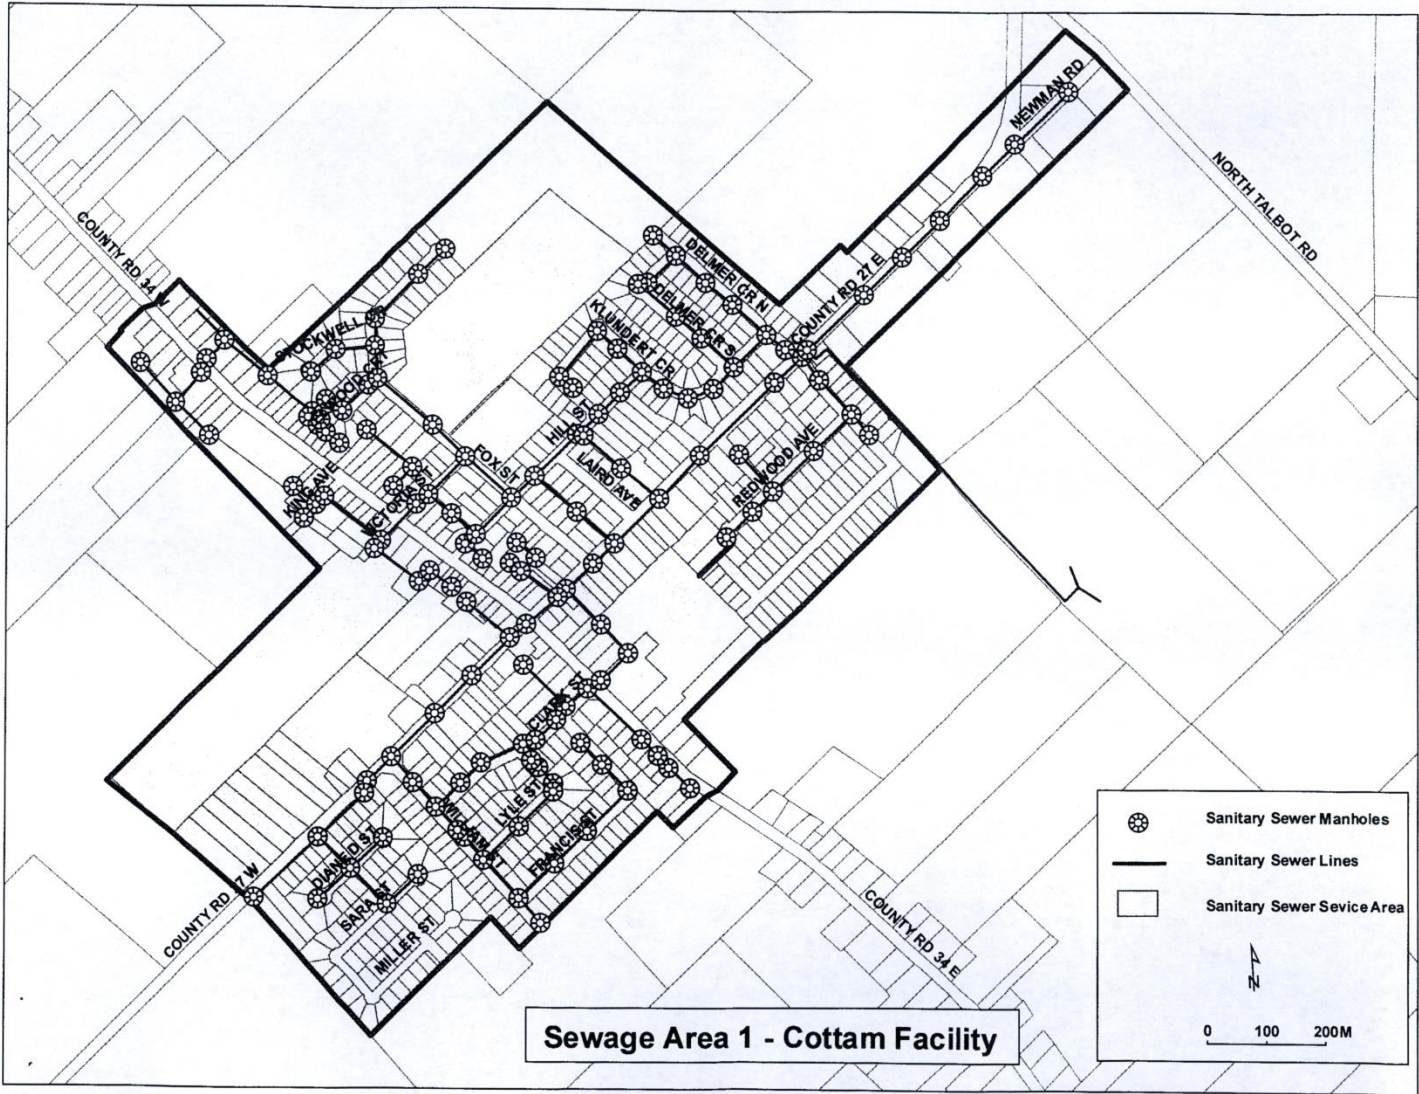 NEWMAN RD
NORTH TALBOT RD
COUNTY RD 34 W
DELMER CR N
COUNTY RD 27 E
DELMER CR S
KLUNDERT CR
STOCKWELL
HILL ST
FOX ST
LAIRD AVE
REDWOOD AVE
KING AVE
VICTORIA ST
CLARK ST
LYLE ST
WILLIAM ST
FRANCIS ST
DIANE D ST
SARA ST
MILLER ST
COUNTY RD 27 W
COUNTY RD 34 E
Sanitary Sewer Manholes
Sanitary Sewer Lines
Sanitary Sewer Sevice Area
N
0 100 200M
Sewage Area 1 - Cottam Facility